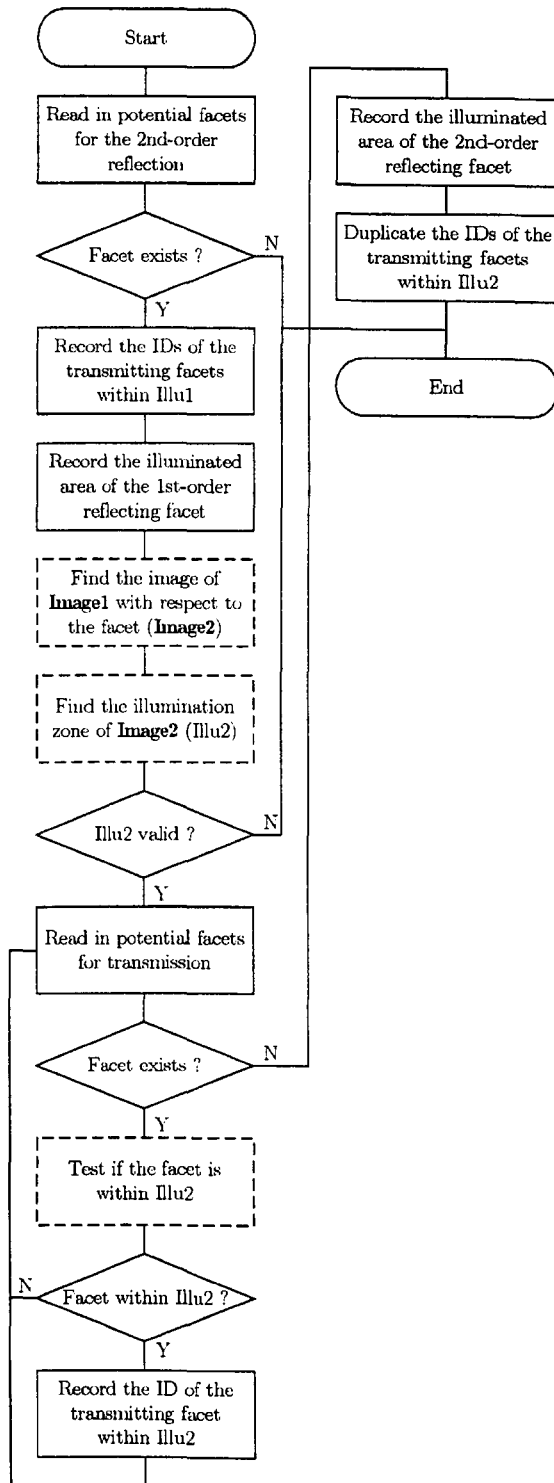 Start
Read in potential facets
for the 2nd-order
reflection
Facet exists ?
N
Y
Record the IDs of the
transmitting facets
within Illu1
Record the illuminated
area of the 1st-order
reflecting facet
Find the image of
Image1 with respect to
the facet (Image2)
Find the illumination
zone of Image2 (Illu2)
Illu2 valid ?
N
Y
Read in potential facets
for transmission
Facet exists ?
N
Y
Test if the facet is
within Illu2
N
Facet within Illu2 ?
Y
Record the ID of the
transmitting facet
within Illu2
Record the illuminated
area of the 2nd-order
reflecting facet
Duplicate the IDs of the
transmitting facets
within Illu2
End